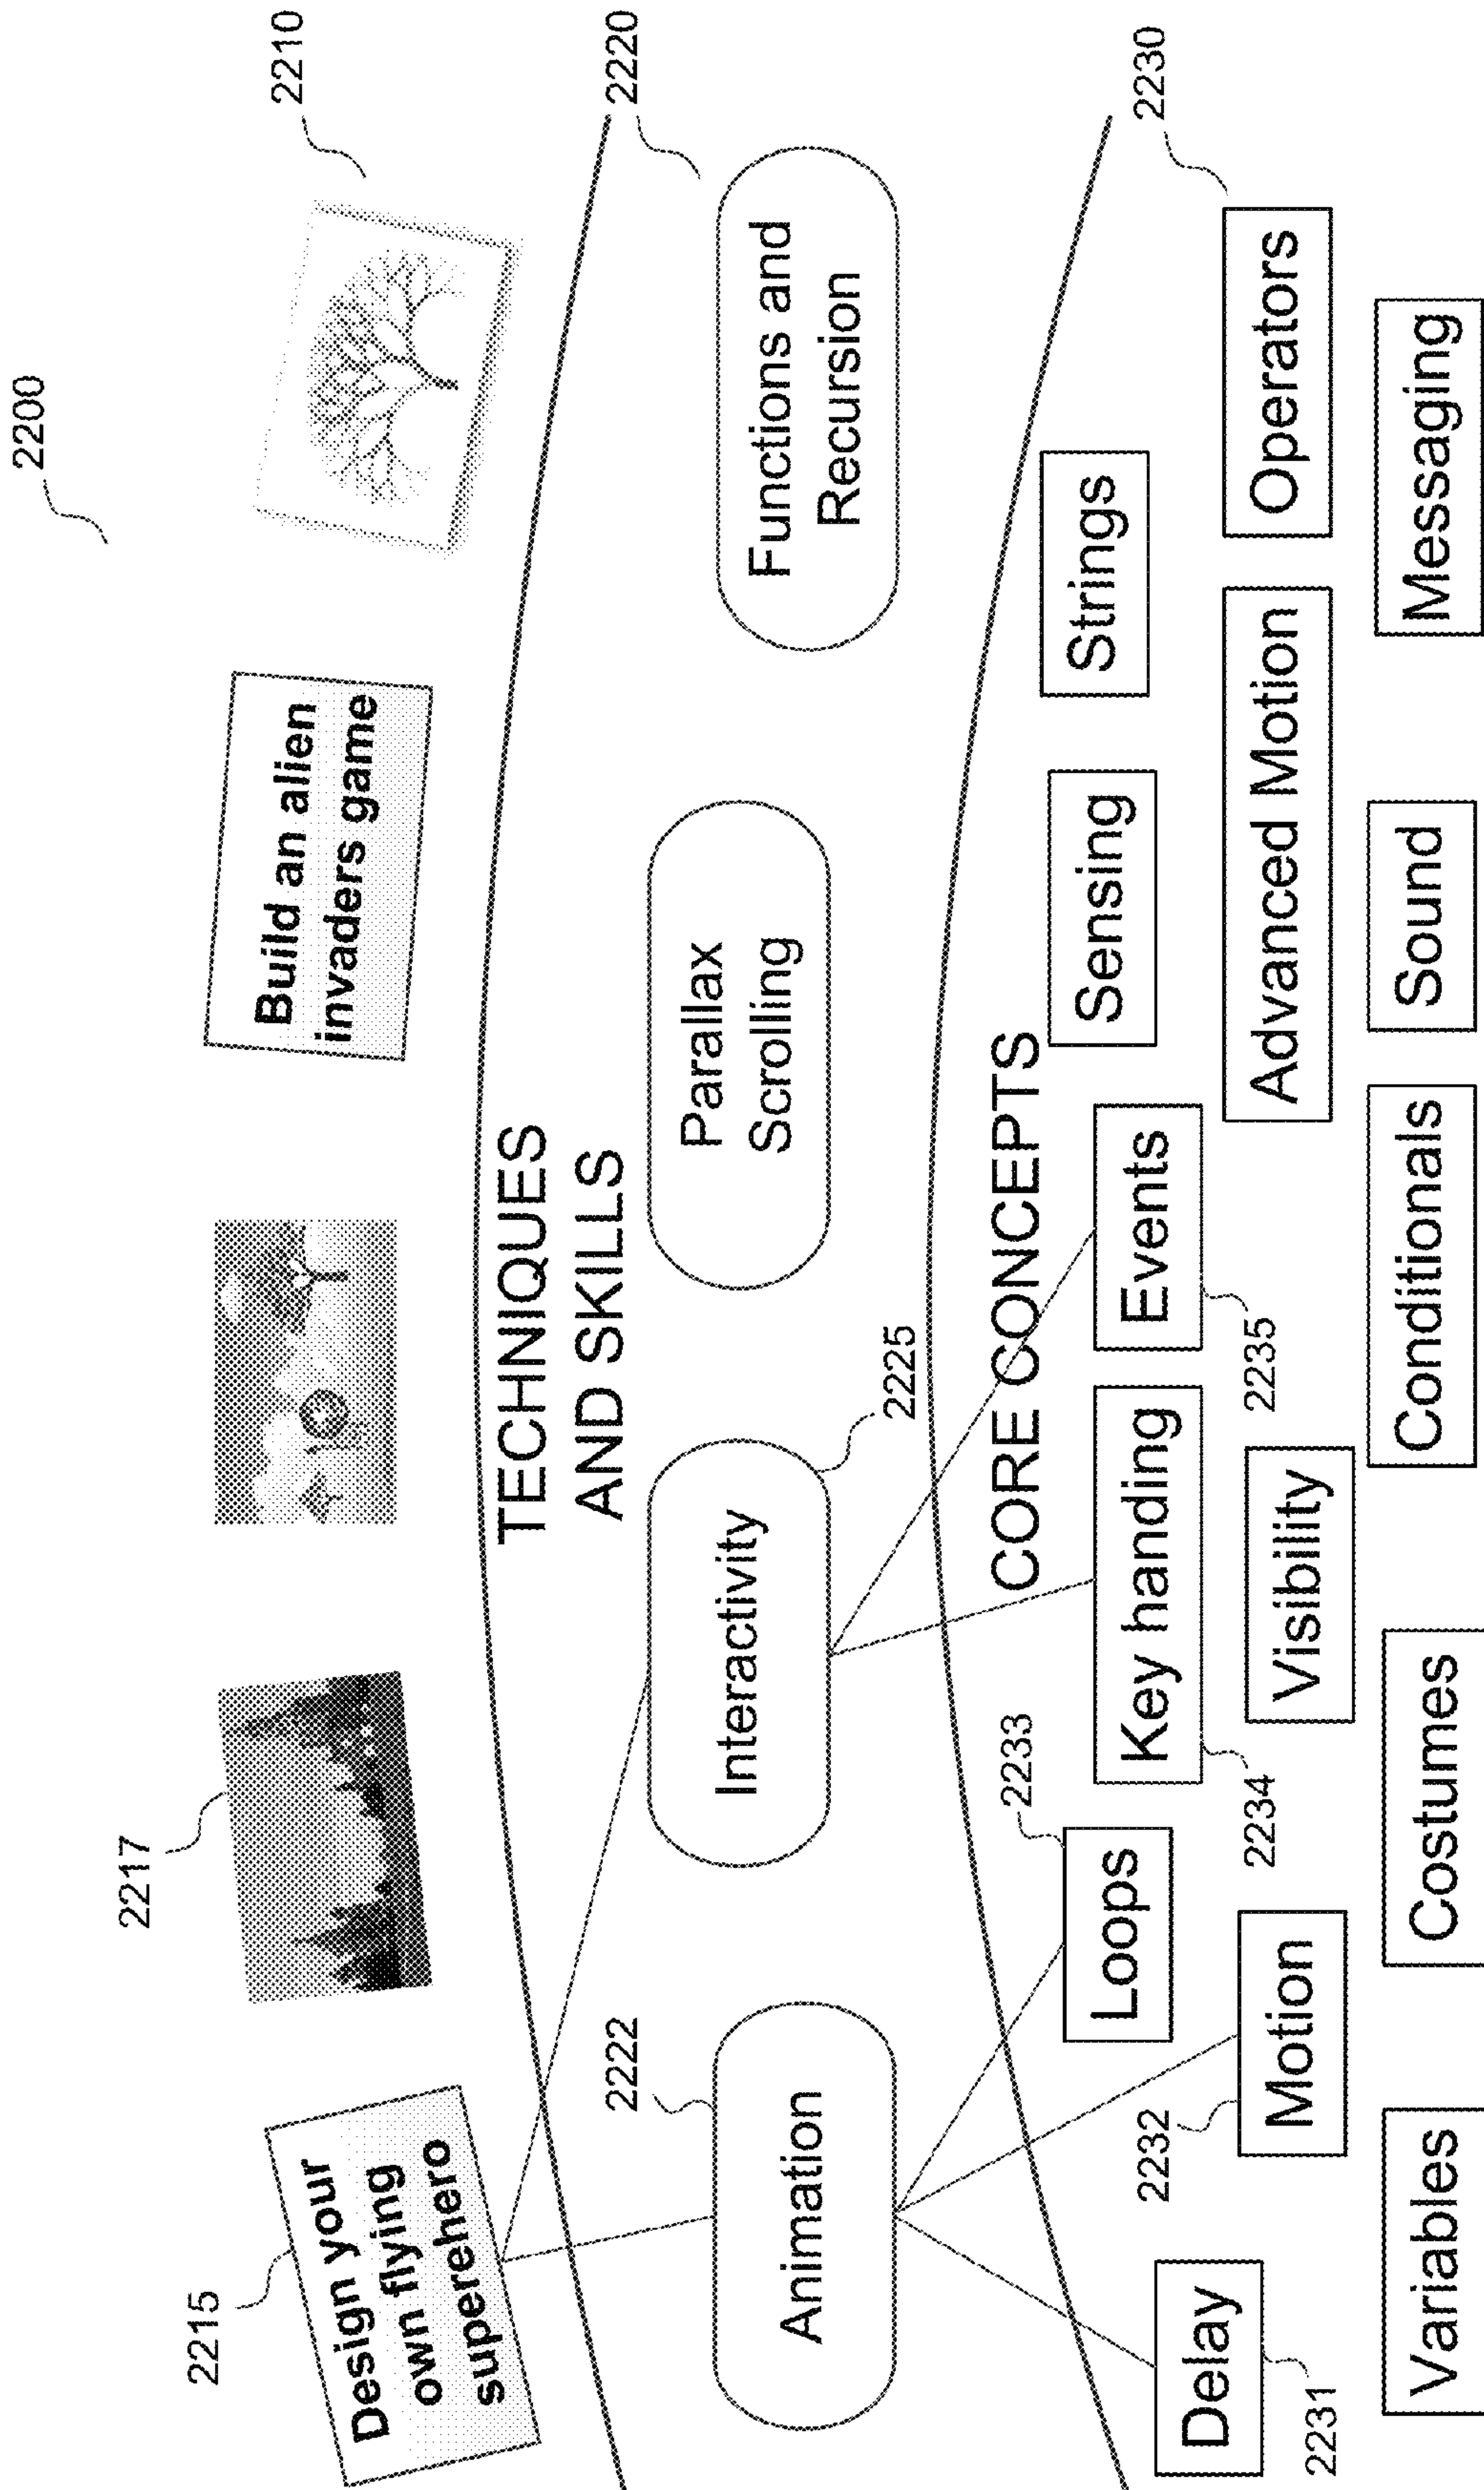 2200
2210
2217
2215
Design your
own flying
superehero
Build an alien
invaders game
2220
TECHNIQUES
AND SKILLS
2222
Animation
Interactivity
2225
Parallax
Scrolling
Functions and
Recursion
2230
CORE CONCEPTS
Delay
2231
Loops
2233
Key handing
2234
Events
2235
Sensing
Strings
Motion
2232
Visibility
Advanced Motion
Operators
Variables
Costumes
Conditionals
Sound
Messaging